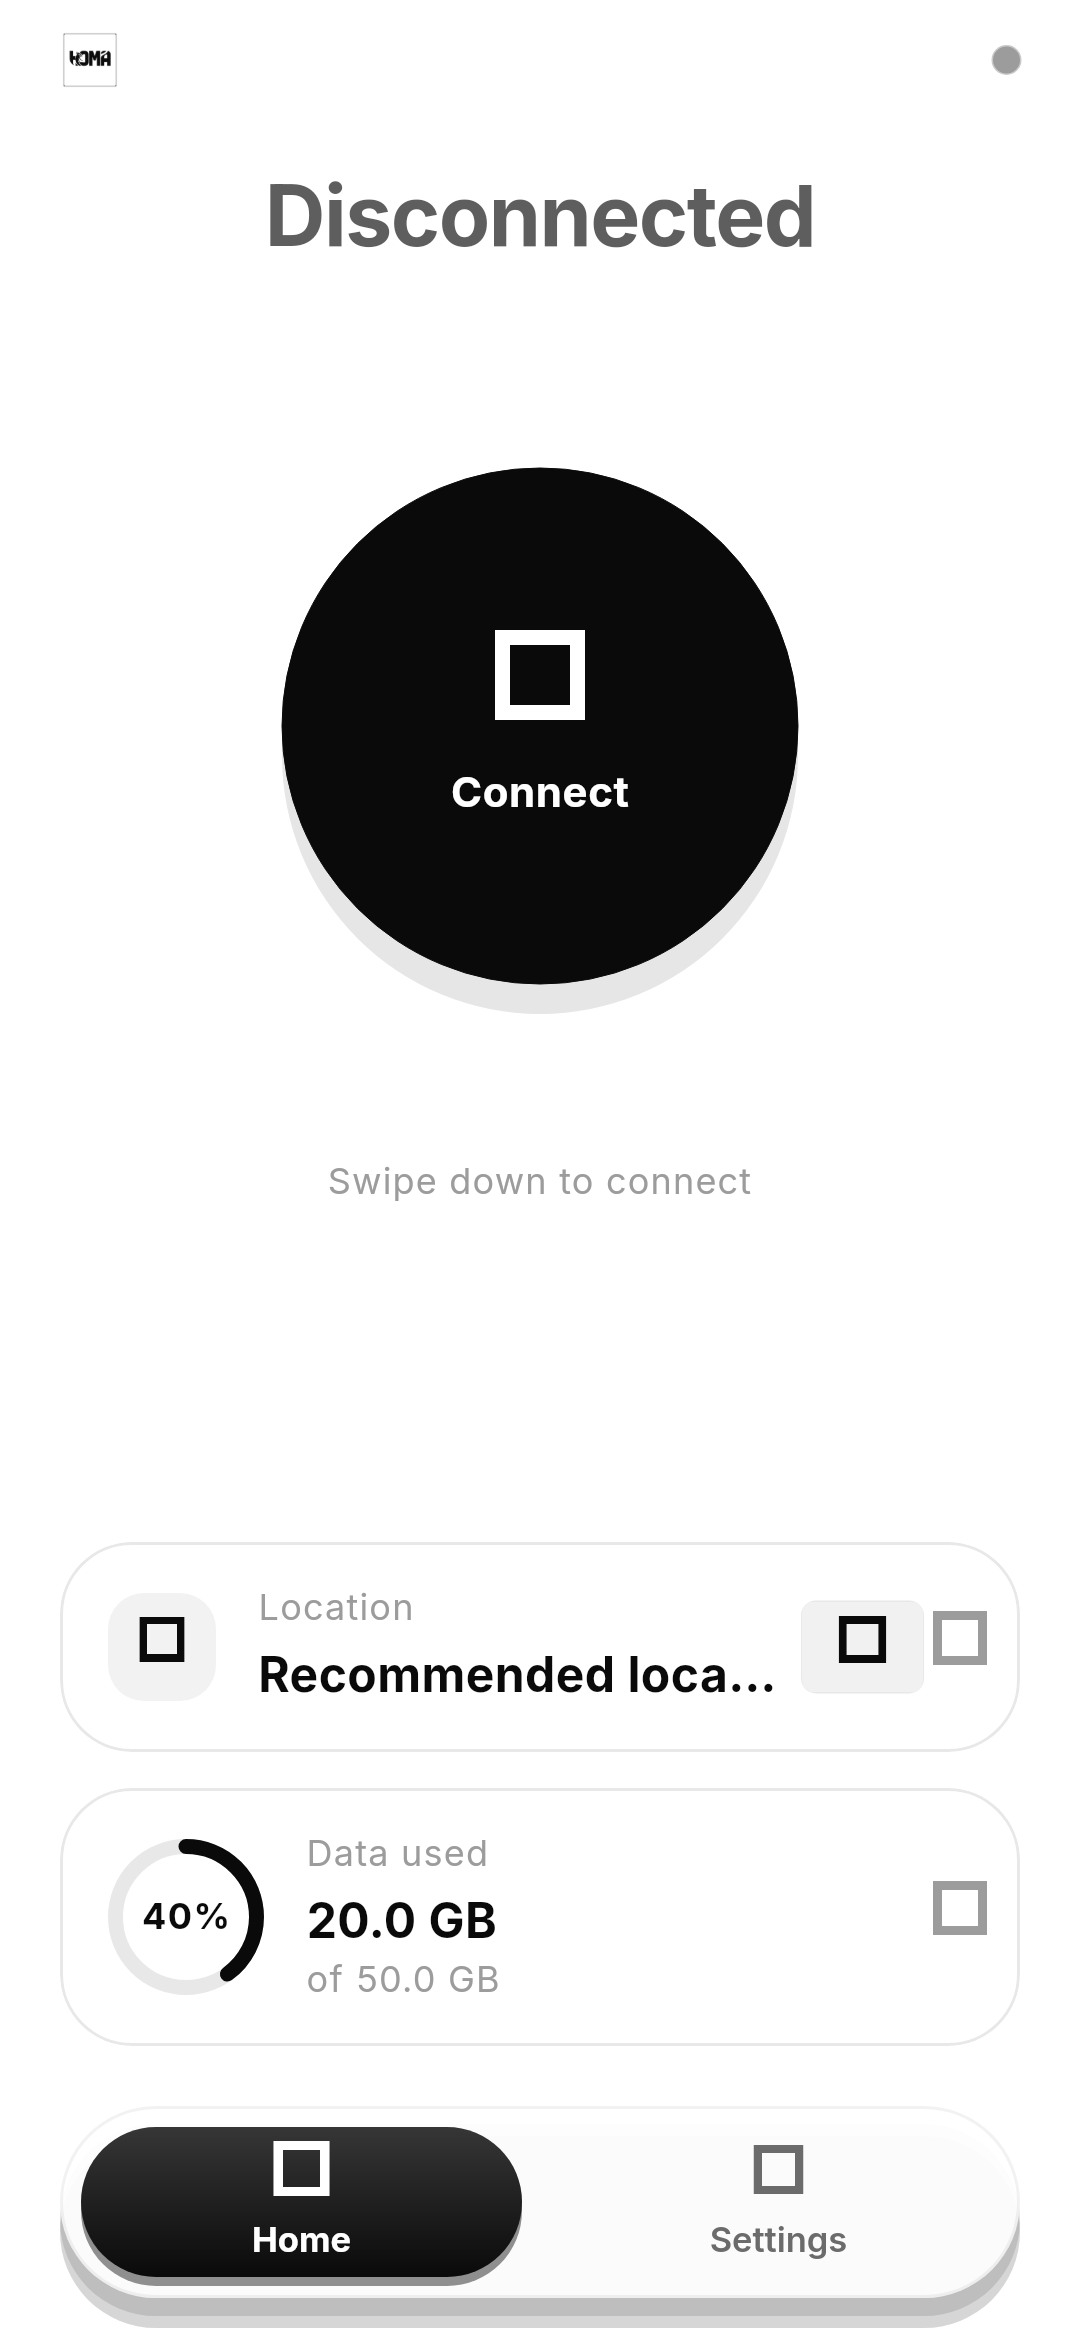 Disconnected
Connect
Swipe down to connect
Location
Recommended loca...
40%
Data used
20.0 GB
of 50.0 GB
Home
Settings